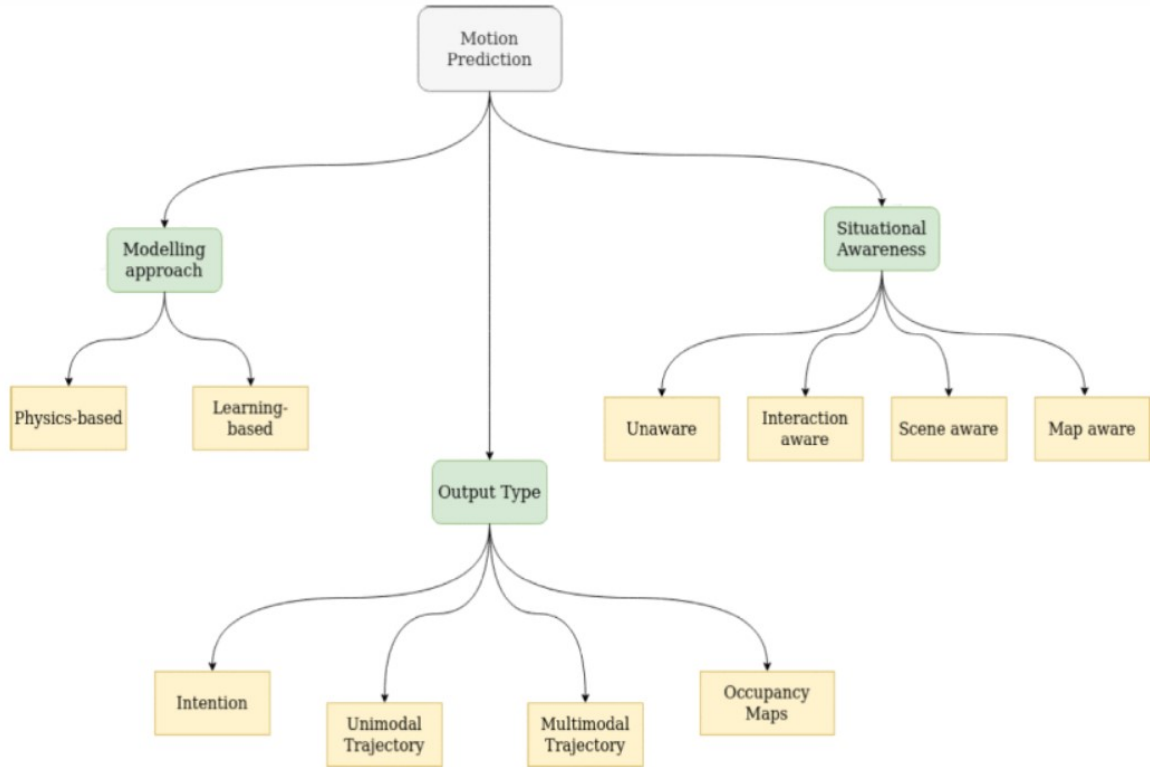 Motion
Prediction
Modelling
approach
Situational
Awareness
Physics-based
Learning-
based
Unaware
Interaction
aware
Scene aware
Map aware
Output Type
Intention
Unimodal
Trajectory
Multimodal
Trajectory
Occupancy
Maps